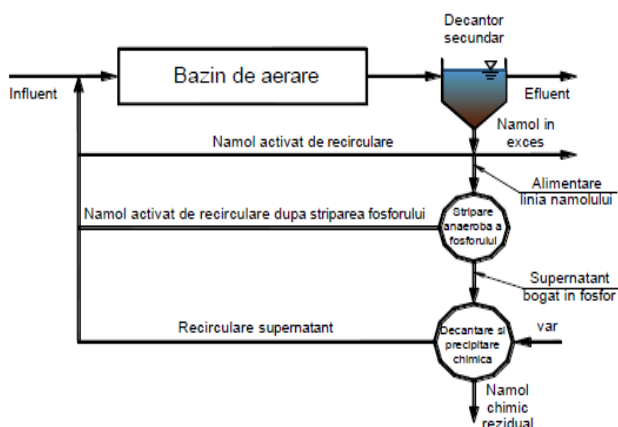 Decantor
secundar
Bazin de aerare
Influent
Efluent
Namol in
exces
Namol activat de recirculare
Alimentare
linia namolului
Namol activat de recirculare dupa striparea fosforului
Stripare
anaeroba a
fosforului
Supernatant
bogat in fosfor
Recirculare supernatant
Decantare si
precipitare
chimica
var
Namol
chimic
rezidual